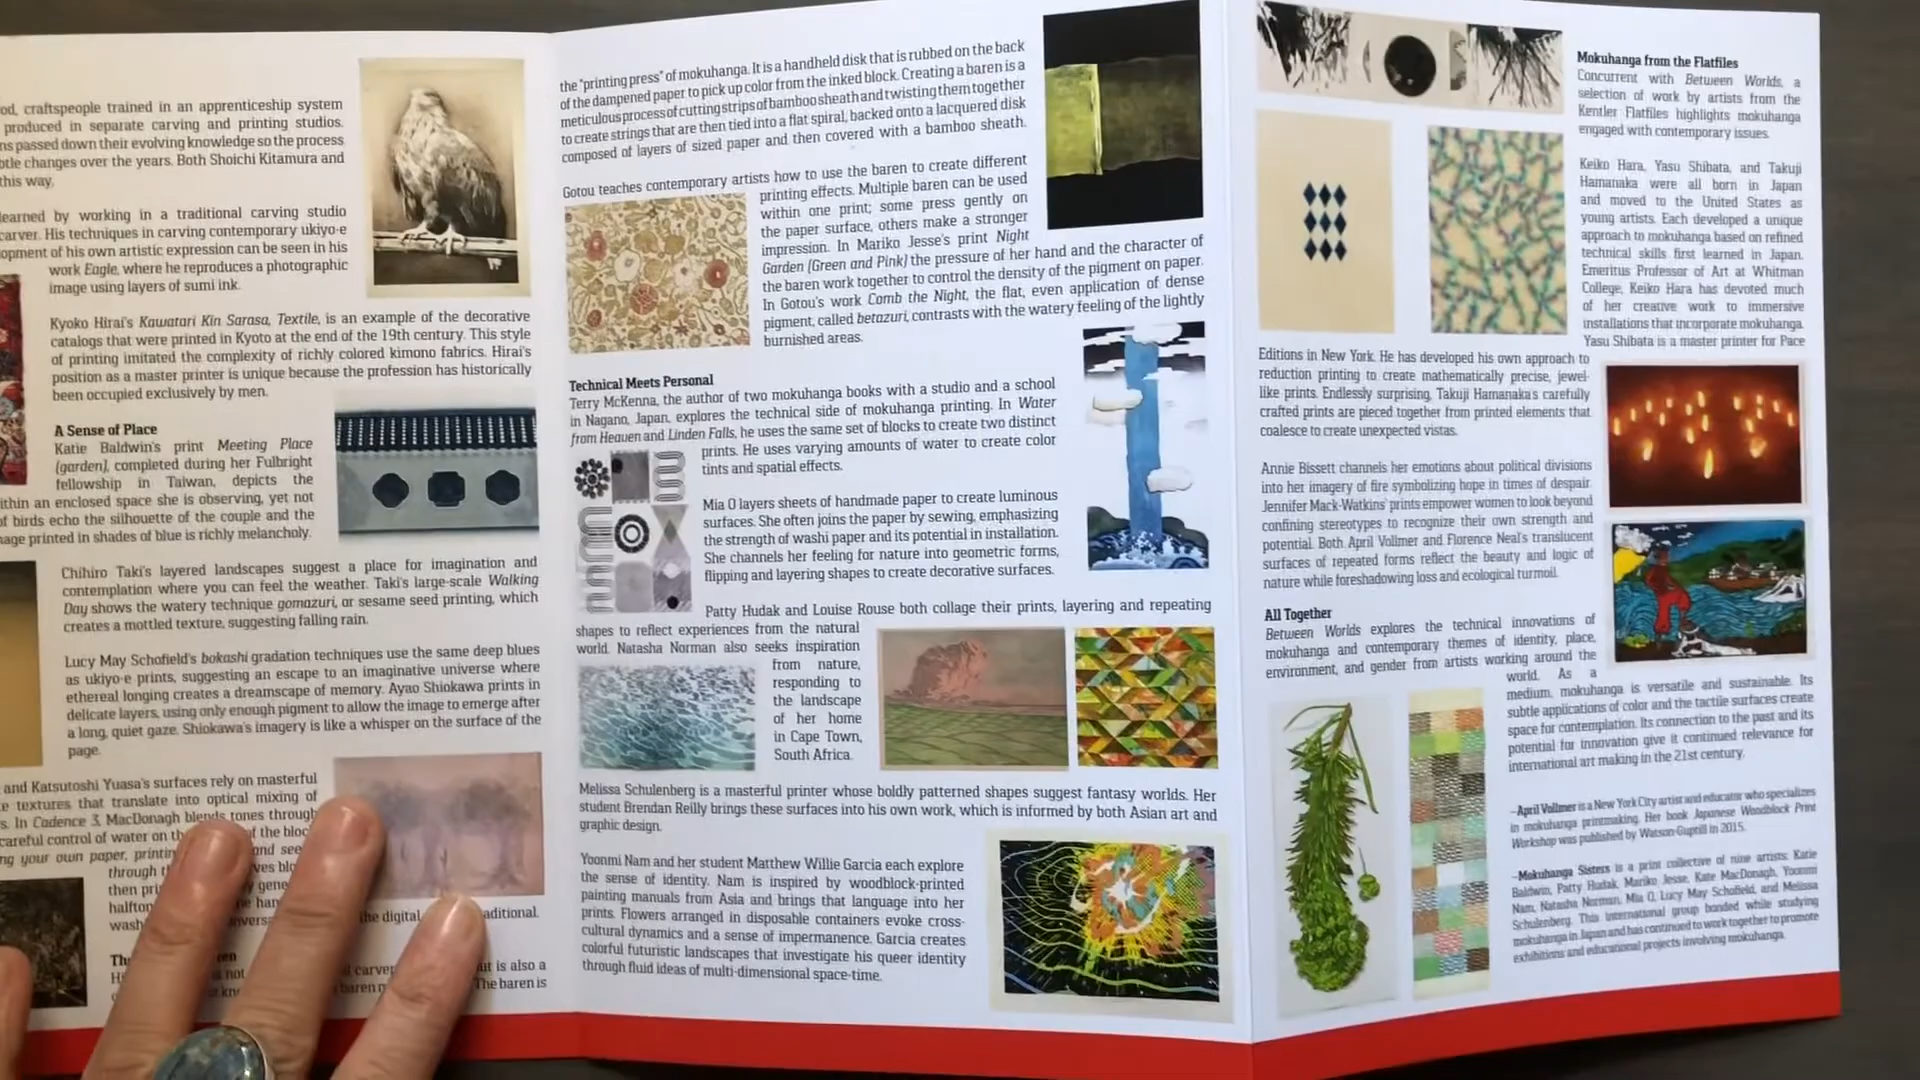 od, craftspeople trained in an apprenticeship system
produced in separate carving and printing studios.
ns passed down their evolving knowledge so the process
btle changes over the years. Both Shoichi Kitamura and
this way.
learned by working in a traditional carving studio
carver. His techniques in carving contemporary ukiyo-e
opment of his own artistic expression can be seen in his
work Eagle, where he reproduces a photographic
image using layers of sumi ink.
Kyoko Hirai's Kawatari Kin Sarasa, Textile, is an example of the decorative
catalogs that were printed in Kyoto at the end of the 19th century. This style
of printing imitated the complexity of richly colored kimono fabrics. Hirai's
position as a master printer is unique because the profession has historically
been occupied exclusively by men.
A Sense of Place
Katie Baldwin's print Meeting Place
(garden), completed during her Fulbright
fellowship in Taiwan, depicts the
ithin an enclosed space she is observing, yet not
of birds echo the silhouette of the couple and the
nage printed in shades of blue is richly melancholy.
Chihiro Taki's layered landscapes suggest a place for imagination and
contemplation where you can feel the weather. Taki's large-scale Walking
Day shows the watery technique gomazuri, or sesame seed printing, which
creates a mottled texture, suggesting falling rain.
Lucy May Schofield's bokashi gradation techniques use the same deep blues
as ukiyo-e prints, suggesting an escape to an imaginative universe where
ethereal longing creates a dreamscape of memory. Ayao Shiokawa prints in
delicate layers, using only enough pigment to allow the image to emerge after
a long, quiet gaze. Shiokawa's imagery is like a whisper on the surface of the
page.
and Katsutoshi Yuasa's surfaces rely on masterful
e textures that translate into optical mixing of
s. In Cadence 3, MacDonagh blends tones through
careful control of water on th of the bloc
ng your own paper, printin and see
through t ves blo
then pri gene
halfton he han
wash nvers the digital aditional.
Th ren
H not l carver it is also a
t kn baren The baren is
the "printing press" of mokuhanga. It is a handheld disk that is rubbed on the back
of the dampened paper to pick up color from the inked block. Creating a baren is a
meticulous process of cutting strips of bamboo sheath and twisting them together
to create strings that are then tied into a flat spiral, backed onto a lacquered disk
composed of layers of sized paper and then covered with a bamboo sheath.
Gotou teaches contemporary artists how to use the baren to create different
printing effects. Multiple baren can be used
within one print; some press gently on
the paper surface, others make a stronger
impression. In Mariko Jesse's print Night
Garden (Green and Pink) the pressure of her hand and the character of
the baren work together to control the density of the pigment on paper.
In Gotou's work Comb the Night, the flat, even application of dense
pigment, called betazuri, contrasts with the watery feeling of the lightly
burnished areas.
Technical Meets Personal
Terry McKenna, the author of two mokuhanga books with a studio and a school
in Nagano, Japan, explores the technical side of mokuhanga printing. In Water
from Heaven and Linden Falls, he uses the same set of blocks to create two distinct
prints. He uses varying amounts of water to create color
tints and spatial effects.
Mia O layers sheets of handmade paper to create luminous
surfaces. She often joins the paper by sewing, emphasizing
the strength of washi paper and its potential in installation.
She channels her feeling for nature into geometric forms,
flipping and layering shapes to create decorative surfaces.
Patty Hudak and Louise Rouse both collage their prints, layering and repeating
shapes to reflect experiences from the natural
world. Natasha Norman also seeks inspiration
from nature,
responding to
the landscape
of her home
in Cape Town,
South Africa.
Melissa Schulenberg is a masterful printer whose boldly patterned shapes suggest fantasy worlds. Her
student Brendan Reilly brings these surfaces into his own work, which is informed by both Asian art and
graphic design.
Yoonmi Nam and her student Matthew Willie Garcia each explore
the sense of identity. Nam is inspired by woodblock-printed
painting manuals from Asia and brings that language into her
prints. Flowers arranged in disposable containers evoke cross-
cultural dynamics and a sense of impermanence. Garcia creates
colorful futuristic landscapes that investigate his queer identity
through fluid ideas of multi-dimensional space-time.
Mokuhanga from the Flatfiles
Concurrent with Between Worlds, a
selection of work by artists from the
Kentler Flatfiles highlights mokuhanga
engaged with contemporary issues.
Keiko Hara, Yasu Shibata, and Takuji
Hamanaka were all born in Japan
and moved to the United States as
young artists. Each developed a unique
approach to mokuhanga based on refined
technical skills first learned in Japan.
Emeritus Professor of Art at Whitman
College, Keiko Hara has devoted much
of her creative work to immersive
installations that incorporate mokuhanga.
Yasu Shibata is a master printer for Pace
Editions in New York. He has developed his own approach to
reduction printing to create mathematically precise, jewel-
like prints. Endlessly surprising, Takuji Hamanaka's carefully
crafted prints are pieced together from printed elements that
coalesce to create unexpected vistas.
Annie Bissett channels her emotions about political divisions
into her imagery of fire symbolizing hope in times of despair.
Jennifer Mack-Watkins' prints empower women to look beyond
confining stereotypes to recognize their own strength and
potential. Both April Vollmer and Florence Neal's translucent
surfaces of repeated forms reflect the beauty and logic of
nature while foreshadowing loss and ecological turmoil.
All Together
Between Worlds explores the technical innovations of
mokuhanga and contemporary themes of identity, place,
environment, and gender from artists working around the
world. As a
medium, mokuhanga is versatile and sustainable. Its
subtle applications of color and the tactile surfaces create
space for contemplation. Its connection to the past and its
potential for innovation give it continued relevance for
international art making in the 21st century.
–April Vollmer is a New York City artist and educator who specializes
in mokuhanga printmaking. Her book Japanese Woodblock Print
Workshop was published by Watson-Guptill in 2015.
–Mokuhanga Sisters is a print collective of nine artists: Katie
Baldwin, Patty Hudak, Mariko Jesse, Kate MacDonagh, Yoonmi
Nam, Natasha Norman, Mia O, Lucy May Schofield, and Melissa
Schulenberg. This international group bonded while studying
mokuhanga in Japan and has continued to work together to promote
exhibitions and educational projects involving mokuhanga.